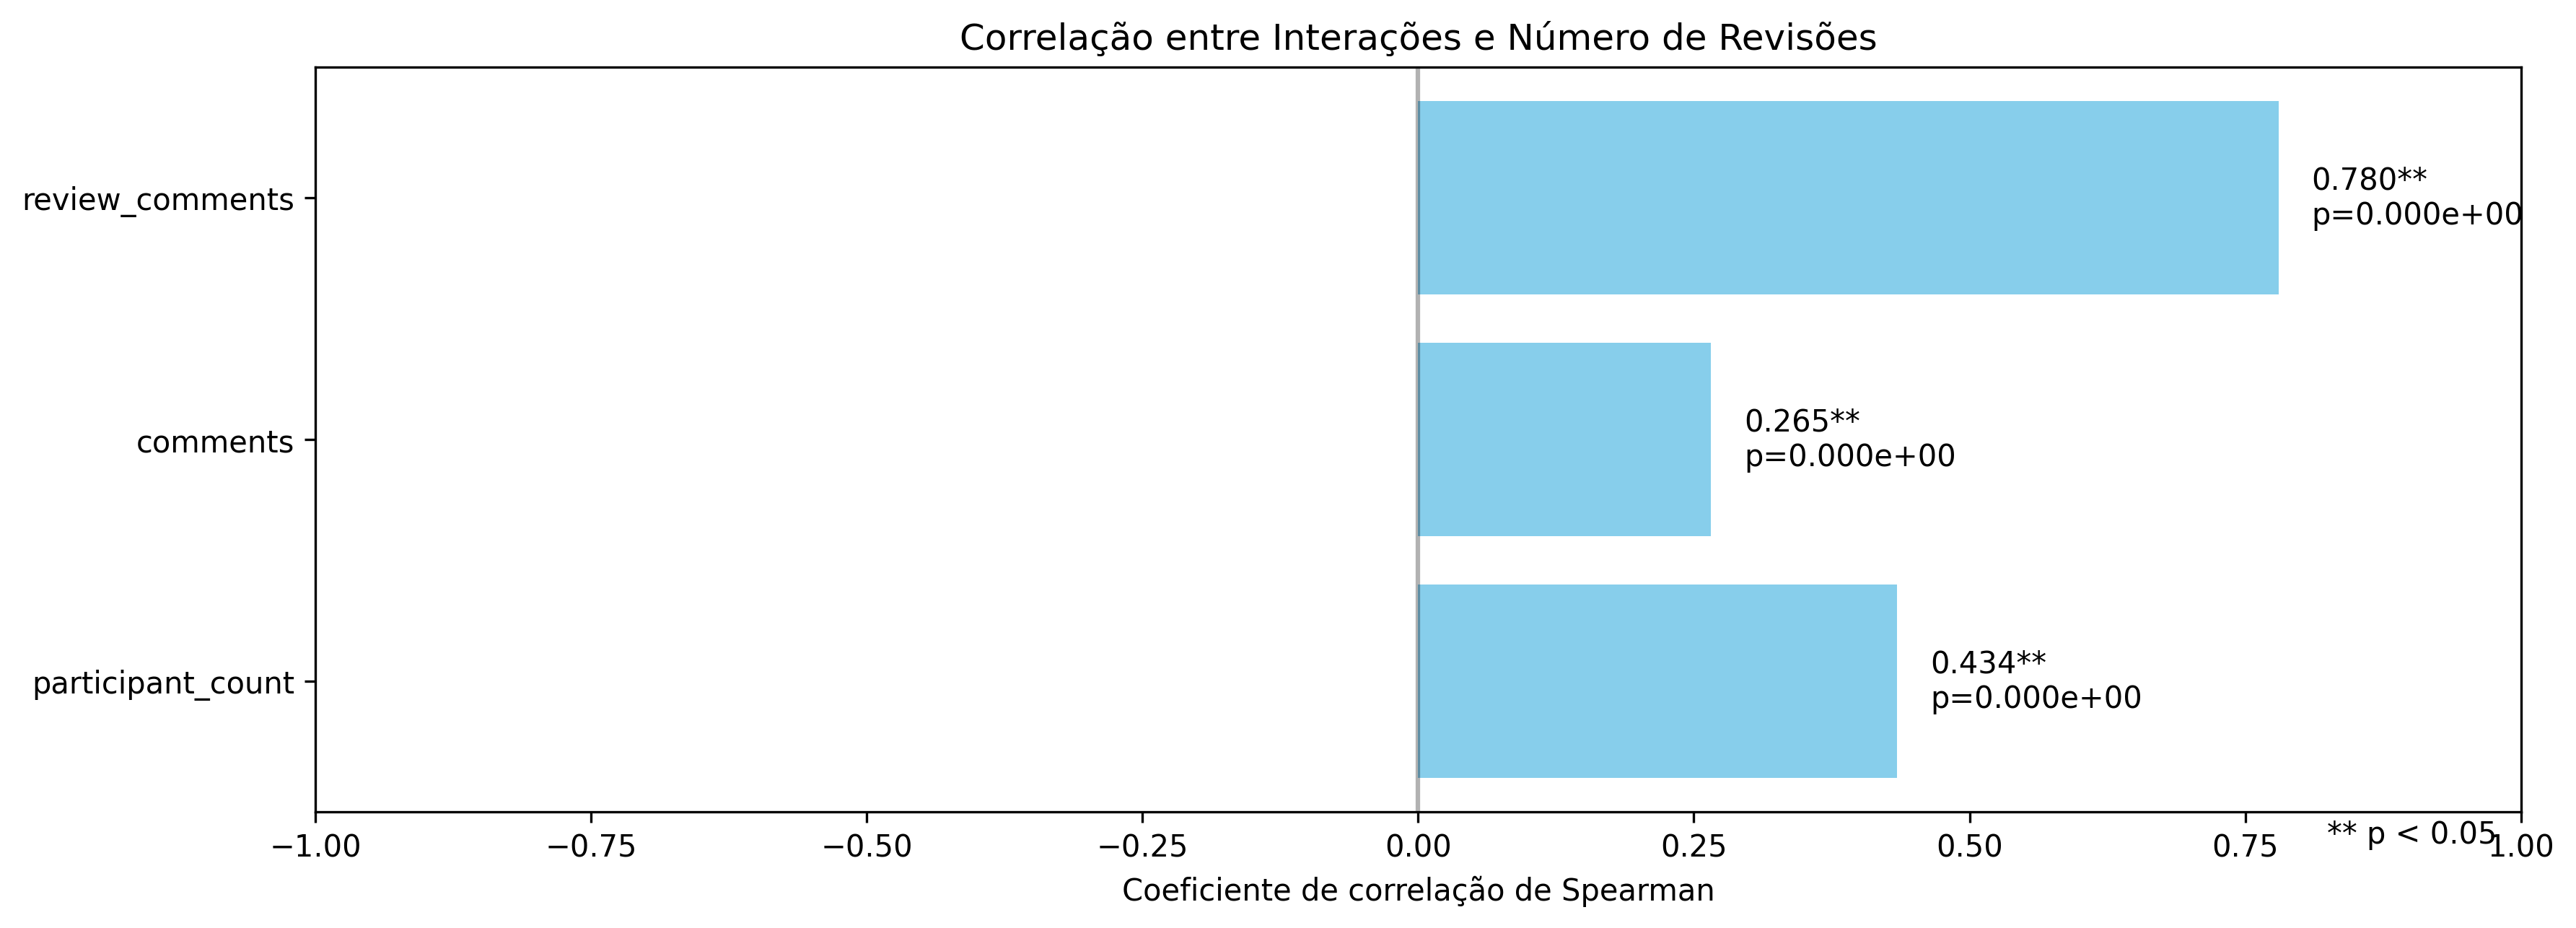 Correlação entre Interações e Número de Revisões
review_comments
0.780**
p=0.000e+00
comments
0.265**
p=0.000e+00
participant_count
0.434**
p=0.000e+00
** p < 0.05
−1.00 −0.75 −0.50 −0.25 0.00 0.25 0.50 0.75 1.00
Coeficiente de correlação de Spearman